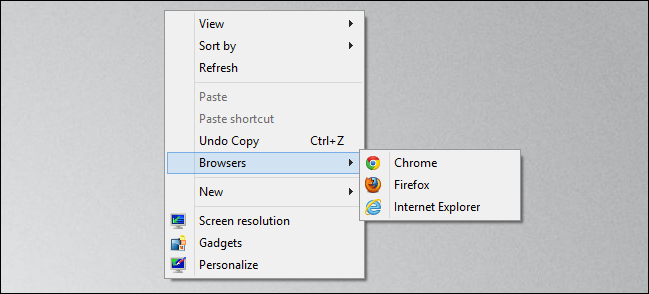 View
Sort by
Refresh
Paste
Paste shortcut
Undo Copy Ctrl+Z
Browsers
New
Screen resolution
Gadgets
Personalize
Chrome
Firefox
Internet Explorer